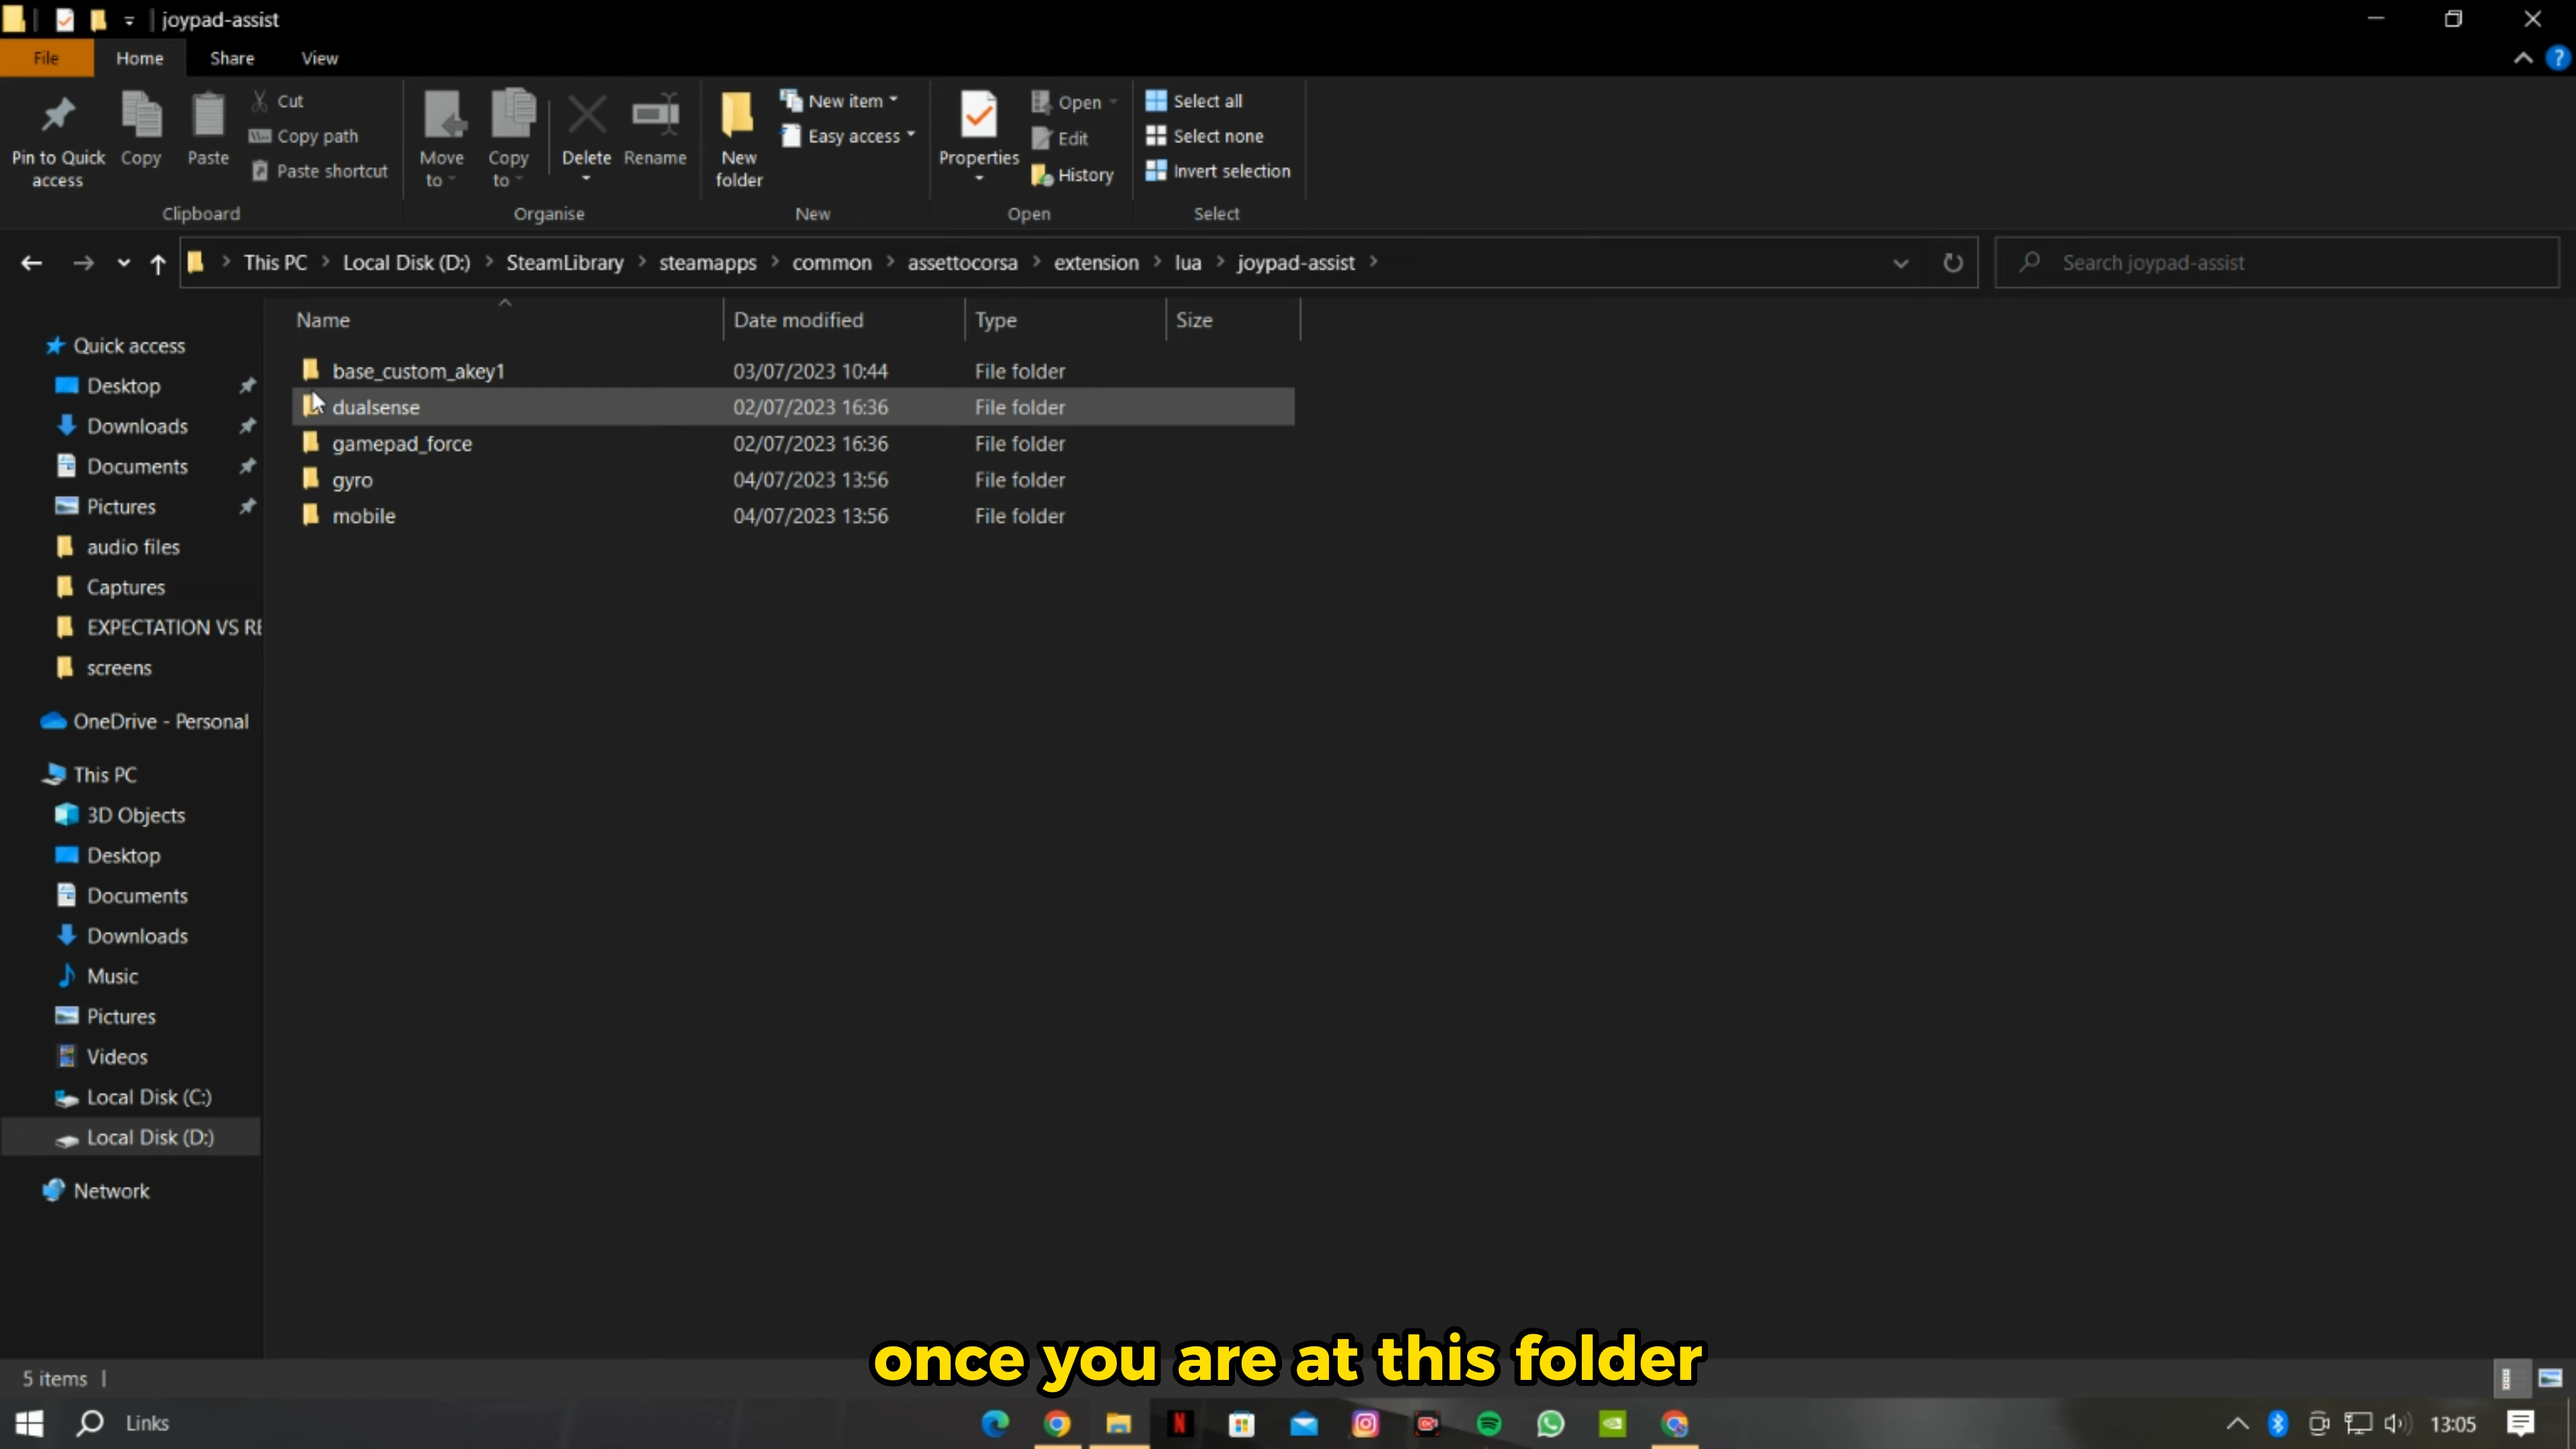 joypad-assist
File Home Share View
Pin to Quick access
Copy
Paste
Cut
Copy path
Paste shortcut
Clipboard
Move to
Copy to
Delete
Rename
Organise
New folder
New item
Easy access
New
Properties
Open
Edit
History
Open
Select all
Select none
Invert selection
Select
This PC > Local Disk (D:) > SteamLibrary > steamapps > common > assettocorsa > extension > lua > joypad-assist >
Search joypad-assist
Quick access
Desktop
Downloads
Documents
Pictures
audio files
Captures
EXPECTATION VS RE
screens
OneDrive - Personal
This PC
3D Objects
Desktop
Documents
Downloads
Music
Pictures
Videos
Local Disk (C:)
Local Disk (D:)
Network
Name Date modified Type Size
base_custom_akey1 03/07/2023 10:44 File folder
dualsense 02/07/2023 16:36 File folder
gamepad_force 02/07/2023 16:36 File folder
gyro 04/07/2023 13:56 File folder
mobile 04/07/2023 13:56 File folder
once you are at this folder
5 items
Links
13:05